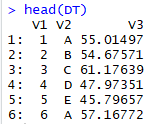 > head(DT)
V1 V2 V3
1: 1 A 55.01497
2: 2 B 54.67571
3: 3 C 61.17639
4: 4 D 47.97351
5: 5 E 45.79657
6: 6 A 57.16772